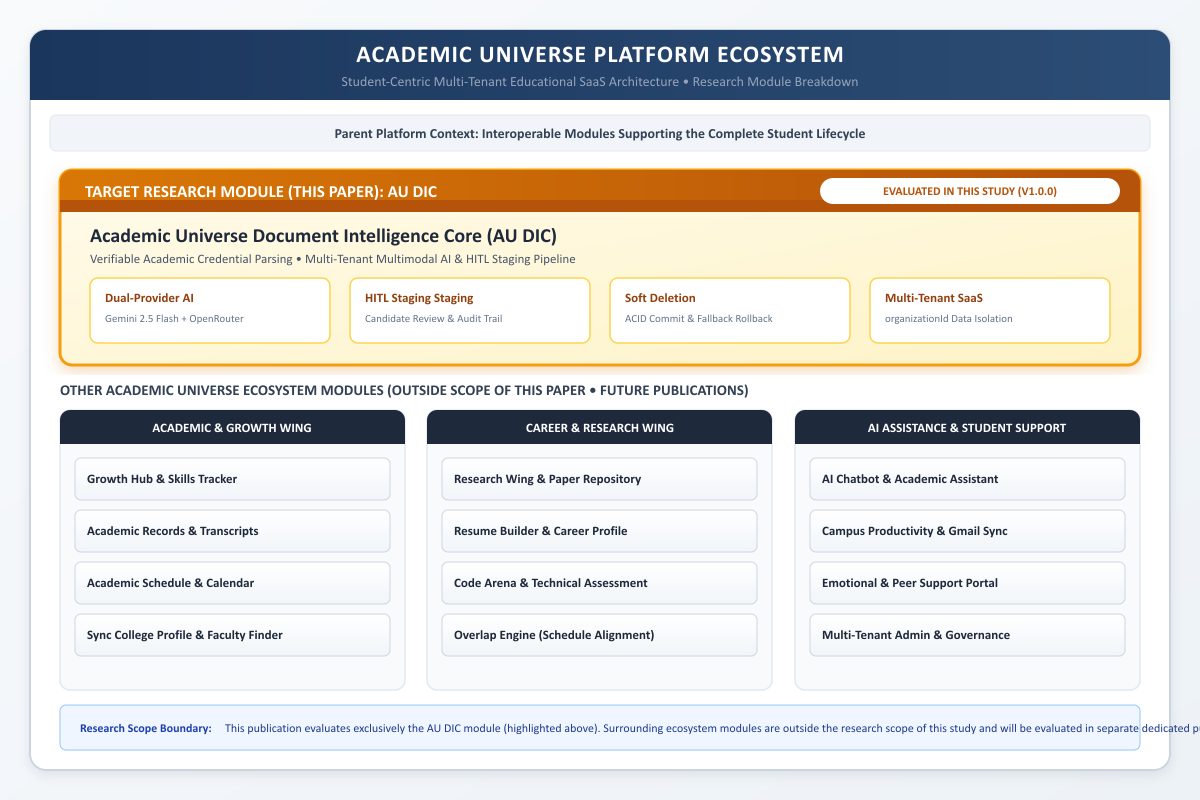 ACADEMIC UNIVERSE PLATFORM ECOSYSTEM
Student-Centric Multi-Tenant Educational SaaS Architecture • Research Module Breakdown
Parent Platform Context: Interoperable Modules Supporting the Complete Student Lifecycle
TARGET RESEARCH MODULE (THIS PAPER): AU DIC
EVALUATED IN THIS STUDY (V1.0.0)
Academic Universe Document Intelligence Core (AU DIC)
Verifiable Academic Credential Parsing • Multi-Tenant Multimodal AI & HITL Staging Pipeline
Dual-Provider AI
Gemini 2.5 Flash + OpenRouter
HITL Staging Staging
Candidate Review & Audit Trail
Soft Deletion
ACID Commit & Fallback Rollback
Multi-Tenant SaaS
organizationId Data Isolation
OTHER ACADEMIC UNIVERSE ECOSYSTEM MODULES (OUTSIDE SCOPE OF THIS PAPER • FUTURE PUBLICATIONS)
ACADEMIC & GROWTH WING
Growth Hub & Skills Tracker
Academic Records & Transcripts
Academic Schedule & Calendar
Sync College Profile & Faculty Finder
CAREER & RESEARCH WING
Research Wing & Paper Repository
Resume Builder & Career Profile
Code Arena & Technical Assessment
Overlap Engine (Schedule Alignment)
AI ASSISTANCE & STUDENT SUPPORT
AI Chatbot & Academic Assistant
Campus Productivity & Gmail Sync
Emotional & Peer Support Portal
Multi-Tenant Admin & Governance
Research Scope Boundary: This publication evaluates exclusively the AU DIC module (highlighted above). Surrounding ecosystem modules are outside the research scope of this study and will be evaluated in separate dedicated